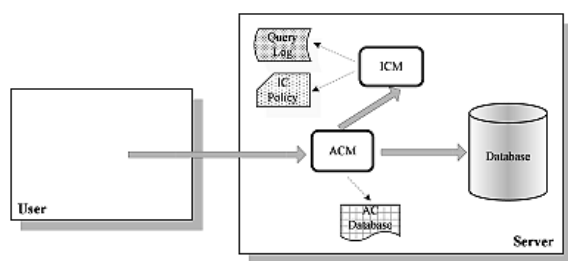 Query
Log
ICM
IC
Policy
ACM
Database
User
AC
Database
Server